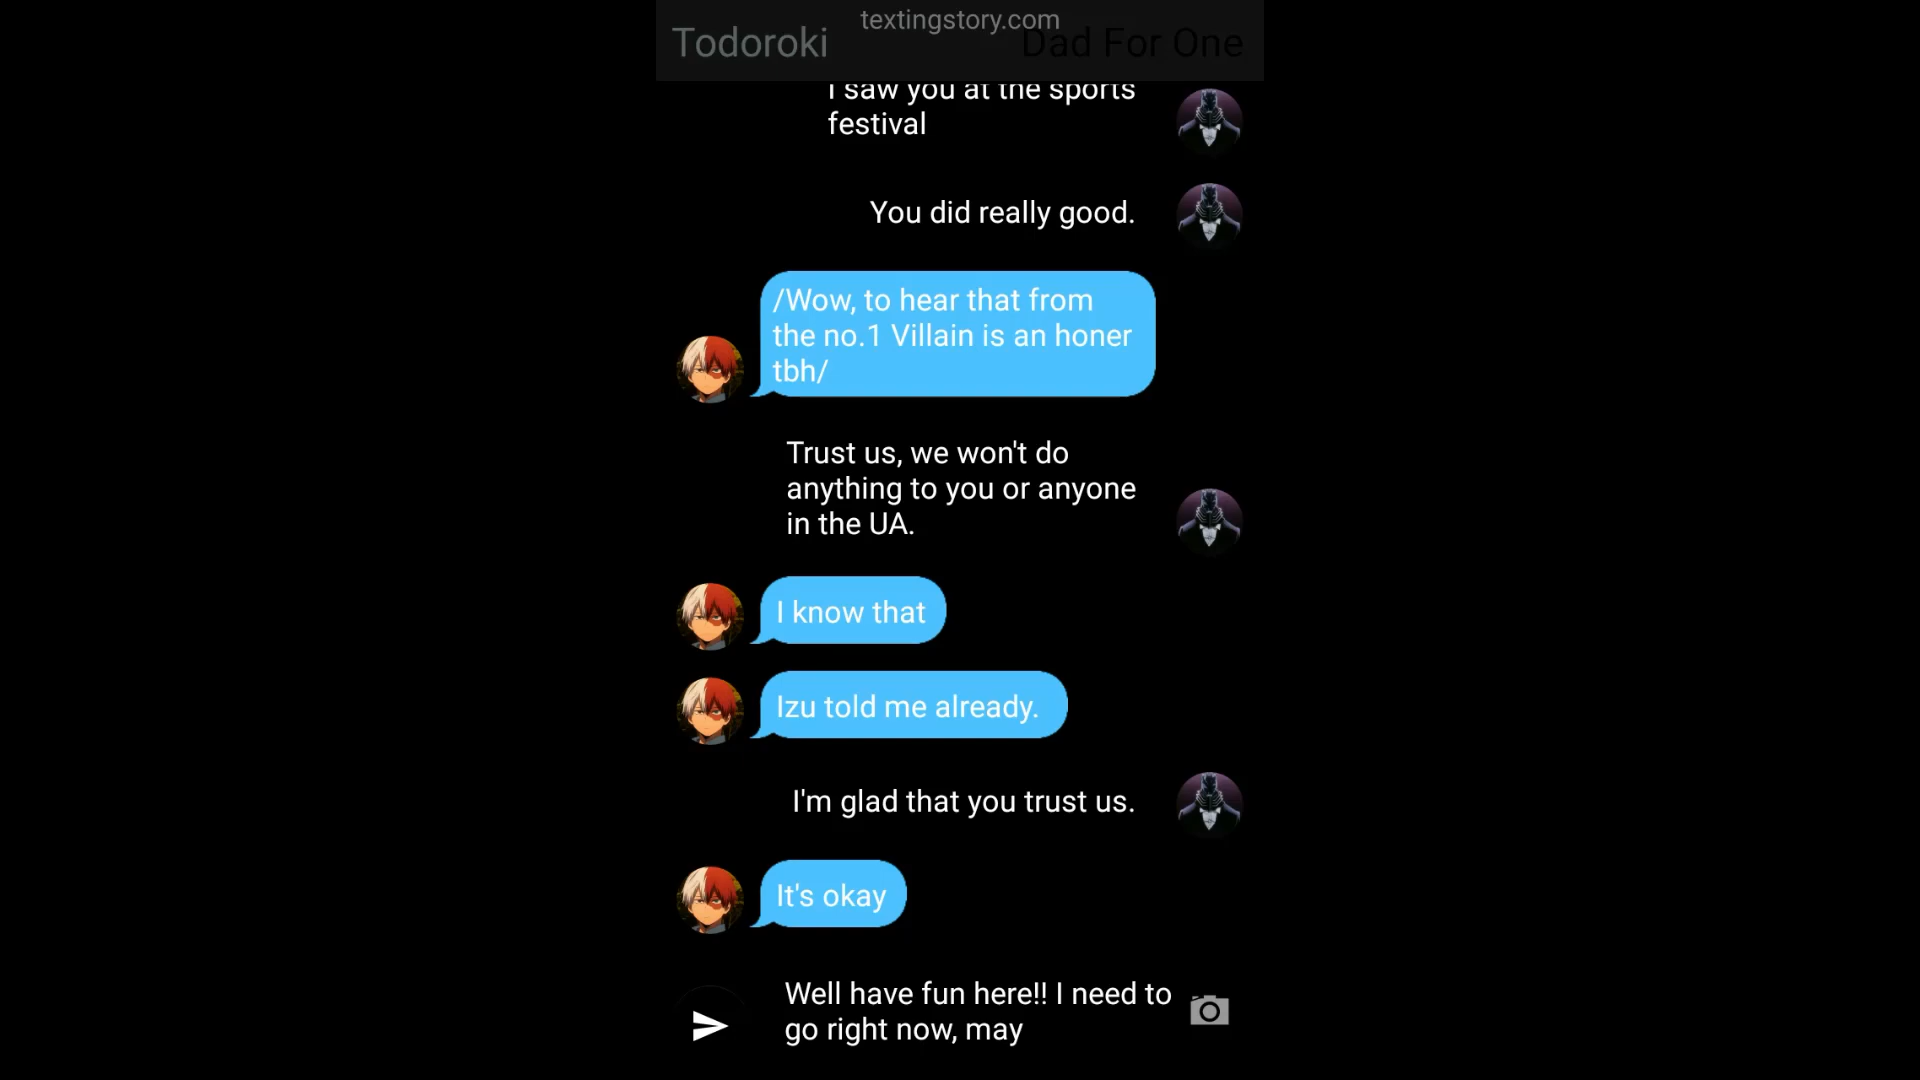 textingstory.com
Todoroki
Dad For One
I saw you at the sports
festival
You did really good.
/Wow, to hear that from
the no.1 Villain is an honer
tbh/
Trust us, we won't do
anything to you or anyone
in the UA.
I know that
Izu told me already.
I'm glad that you trust us.
It's okay
Well have fun here!! I need to
go right now, may